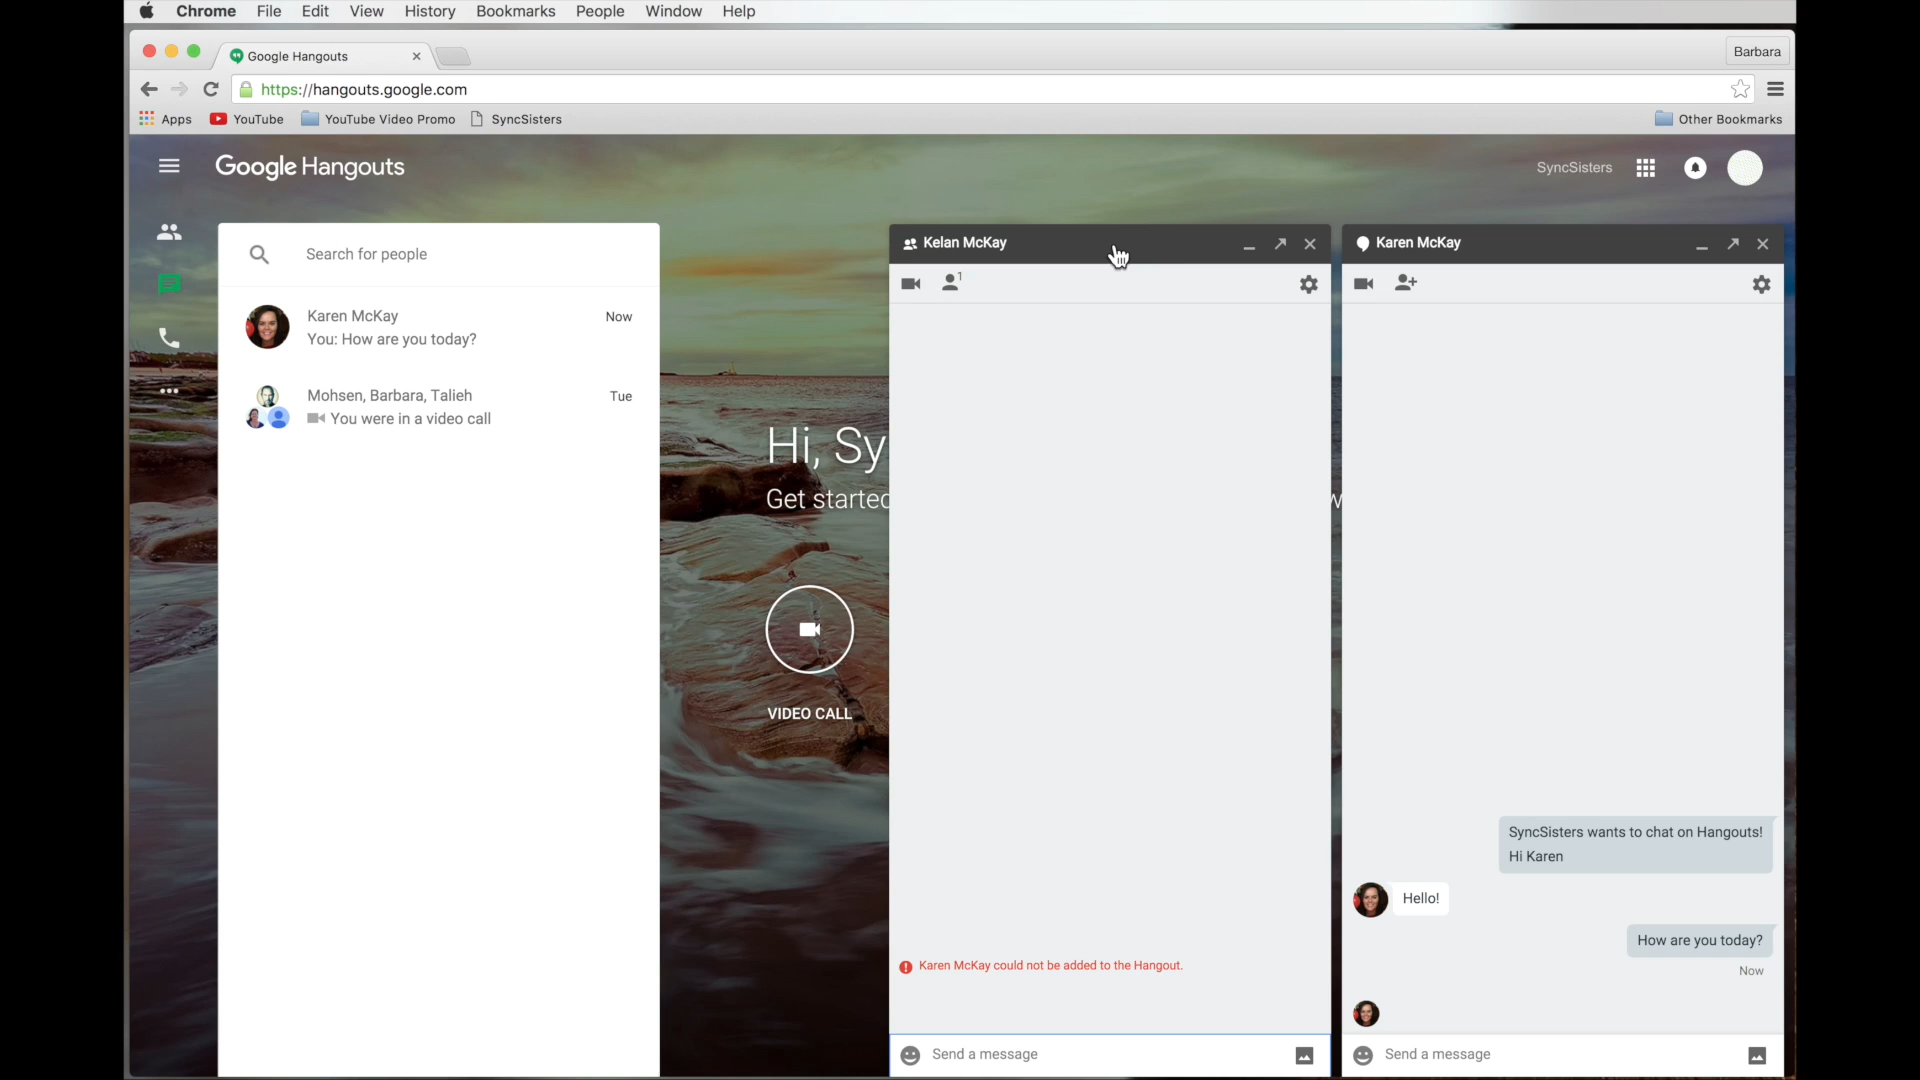 Chrome File Edit View History Bookmarks People Window Help
Google Hangouts
Barbara
https://hangouts.google.com
Apps YouTube YouTube Video Promo SyncSisters Other Bookmarks
Google Hangouts
SyncSisters
Search for people
Karen McKay Now
You: How are you today?
Mohsen, Barbara, Talieh Tue
You were in a video call
Hi, Sy
Get started
w
VIDEO CALL
Kelan McKay
1
Karen McKay could not be added to the Hangout.
Send a message
Karen McKay
SyncSisters wants to chat on Hangouts!
Hi Karen
Hello!
How are you today?
Now
Send a message